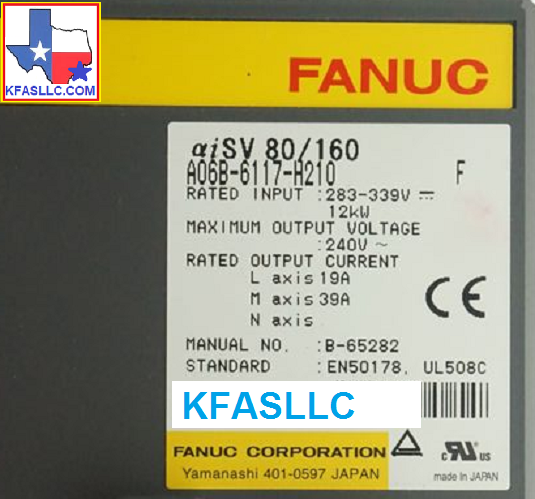 KFASLLC.COM
FANUC
αiSV 80/160
A06B-6117-H210 F
RATED INPUT :283-339V ⎓
12kW
MAXIMUM OUTPUT VOLTAGE
:240V ~
RATED OUTPUT CURRENT
L axis 19A
M axis 39A
N axis
CE
MANUAL NO. :B-65282
STANDARD :EN50178, UL508C
KFASLLC
FANUC CORPORATION
Yamanashi 401-0597 JAPAN
c RU us
made in JAPAN